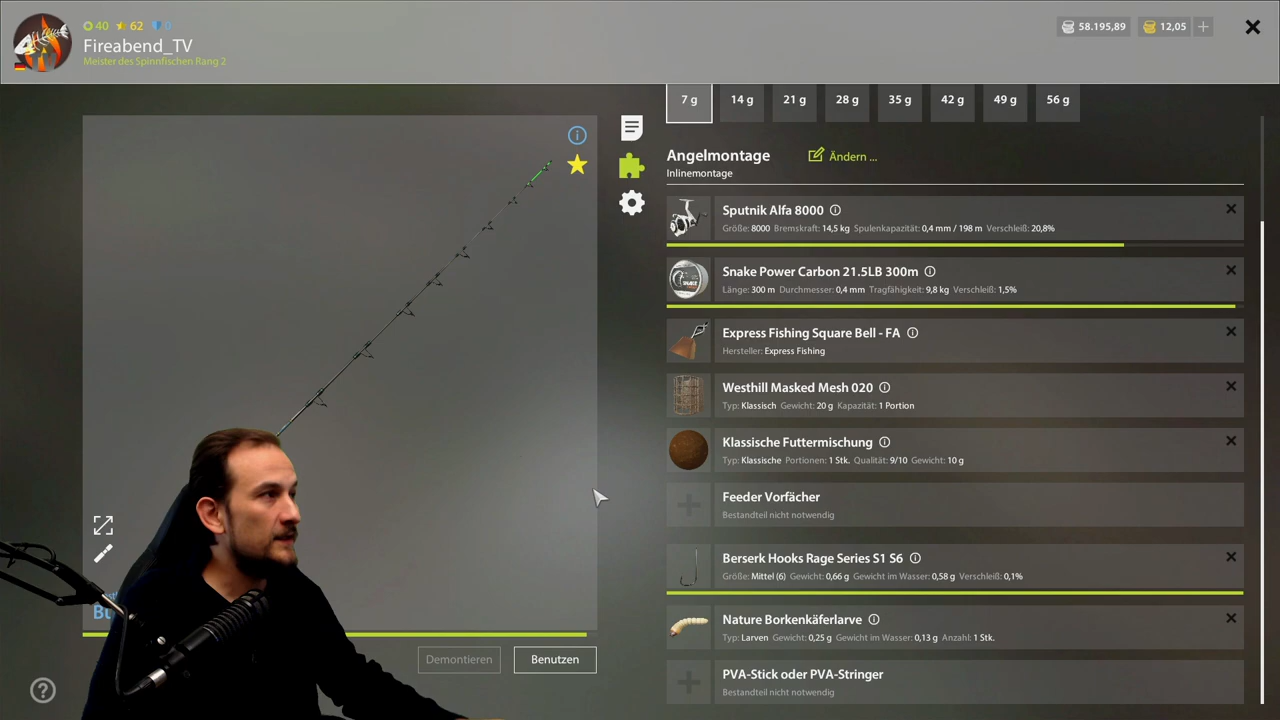 40 62 0
Fireabend_TV
Meister des Spinnfischen Rang 2
58.195,89 12,05
7 g 14 g 21 g 28 g 35 g 42 g 49 g 56 g
Angelmontage Ändern ...
Inlinemontage
Sputnik Alfa 8000
Größe: 8000 Bremskraft: 14,5 kg Spulenkapazität: 0,4 mm / 198 m Verschleiß: 20,8%
Snake Power Carbon 21.5LB 300m
Länge: 300 m Durchmesser: 0,4 mm Tragfähigkeit: 9,8 kg Verschleiß: 1,5%
Express Fishing Square Bell - FA
Hersteller: Express Fishing
Westhill Masked Mesh 020
Typ: Klassisch Gewicht: 20 g Kapazität: 1 Portion
Klassische Futtermischung
Typ: Klassische Portionen: 1 Stk. Qualität: 9/10 Gewicht: 10 g
Feeder Vorfächer
Bestandteil nicht notwendig
Berserk Hooks Rage Series S1 S6
Größe: Mittel (6) Gewicht: 0,66 g Gewicht im Wasser: 0,58 g Verschleiß: 0,1%
Nature Borkenkäferlarve
Typ: Larven Gewicht: 0,25 g Gewicht im Wasser: 0,13 g Anzahl: 1 Stk.
PVA-Stick oder PVA-Stringer
Bestandteil nicht notwendig
Demontieren Benutzen